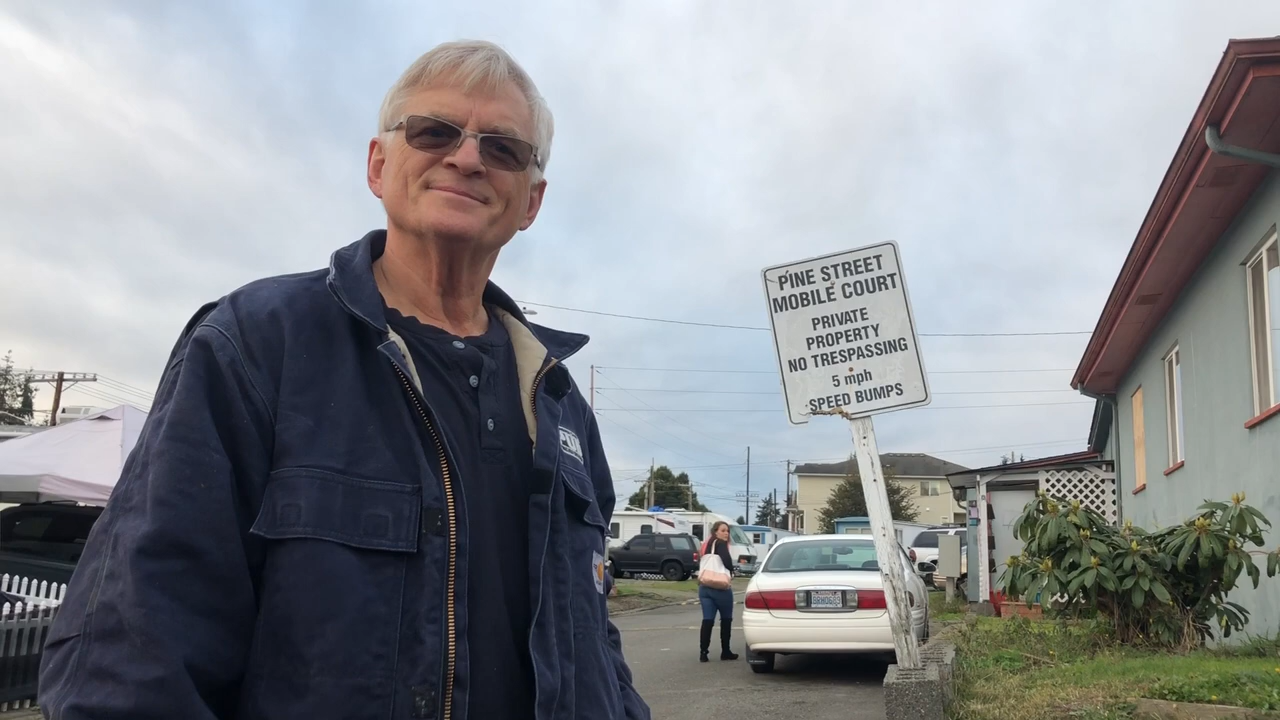 PINE STREET
MOBILE COURT
PRIVATE
PROPERTY
NO TRESPASSING
5 mph
SPEED BUMPS